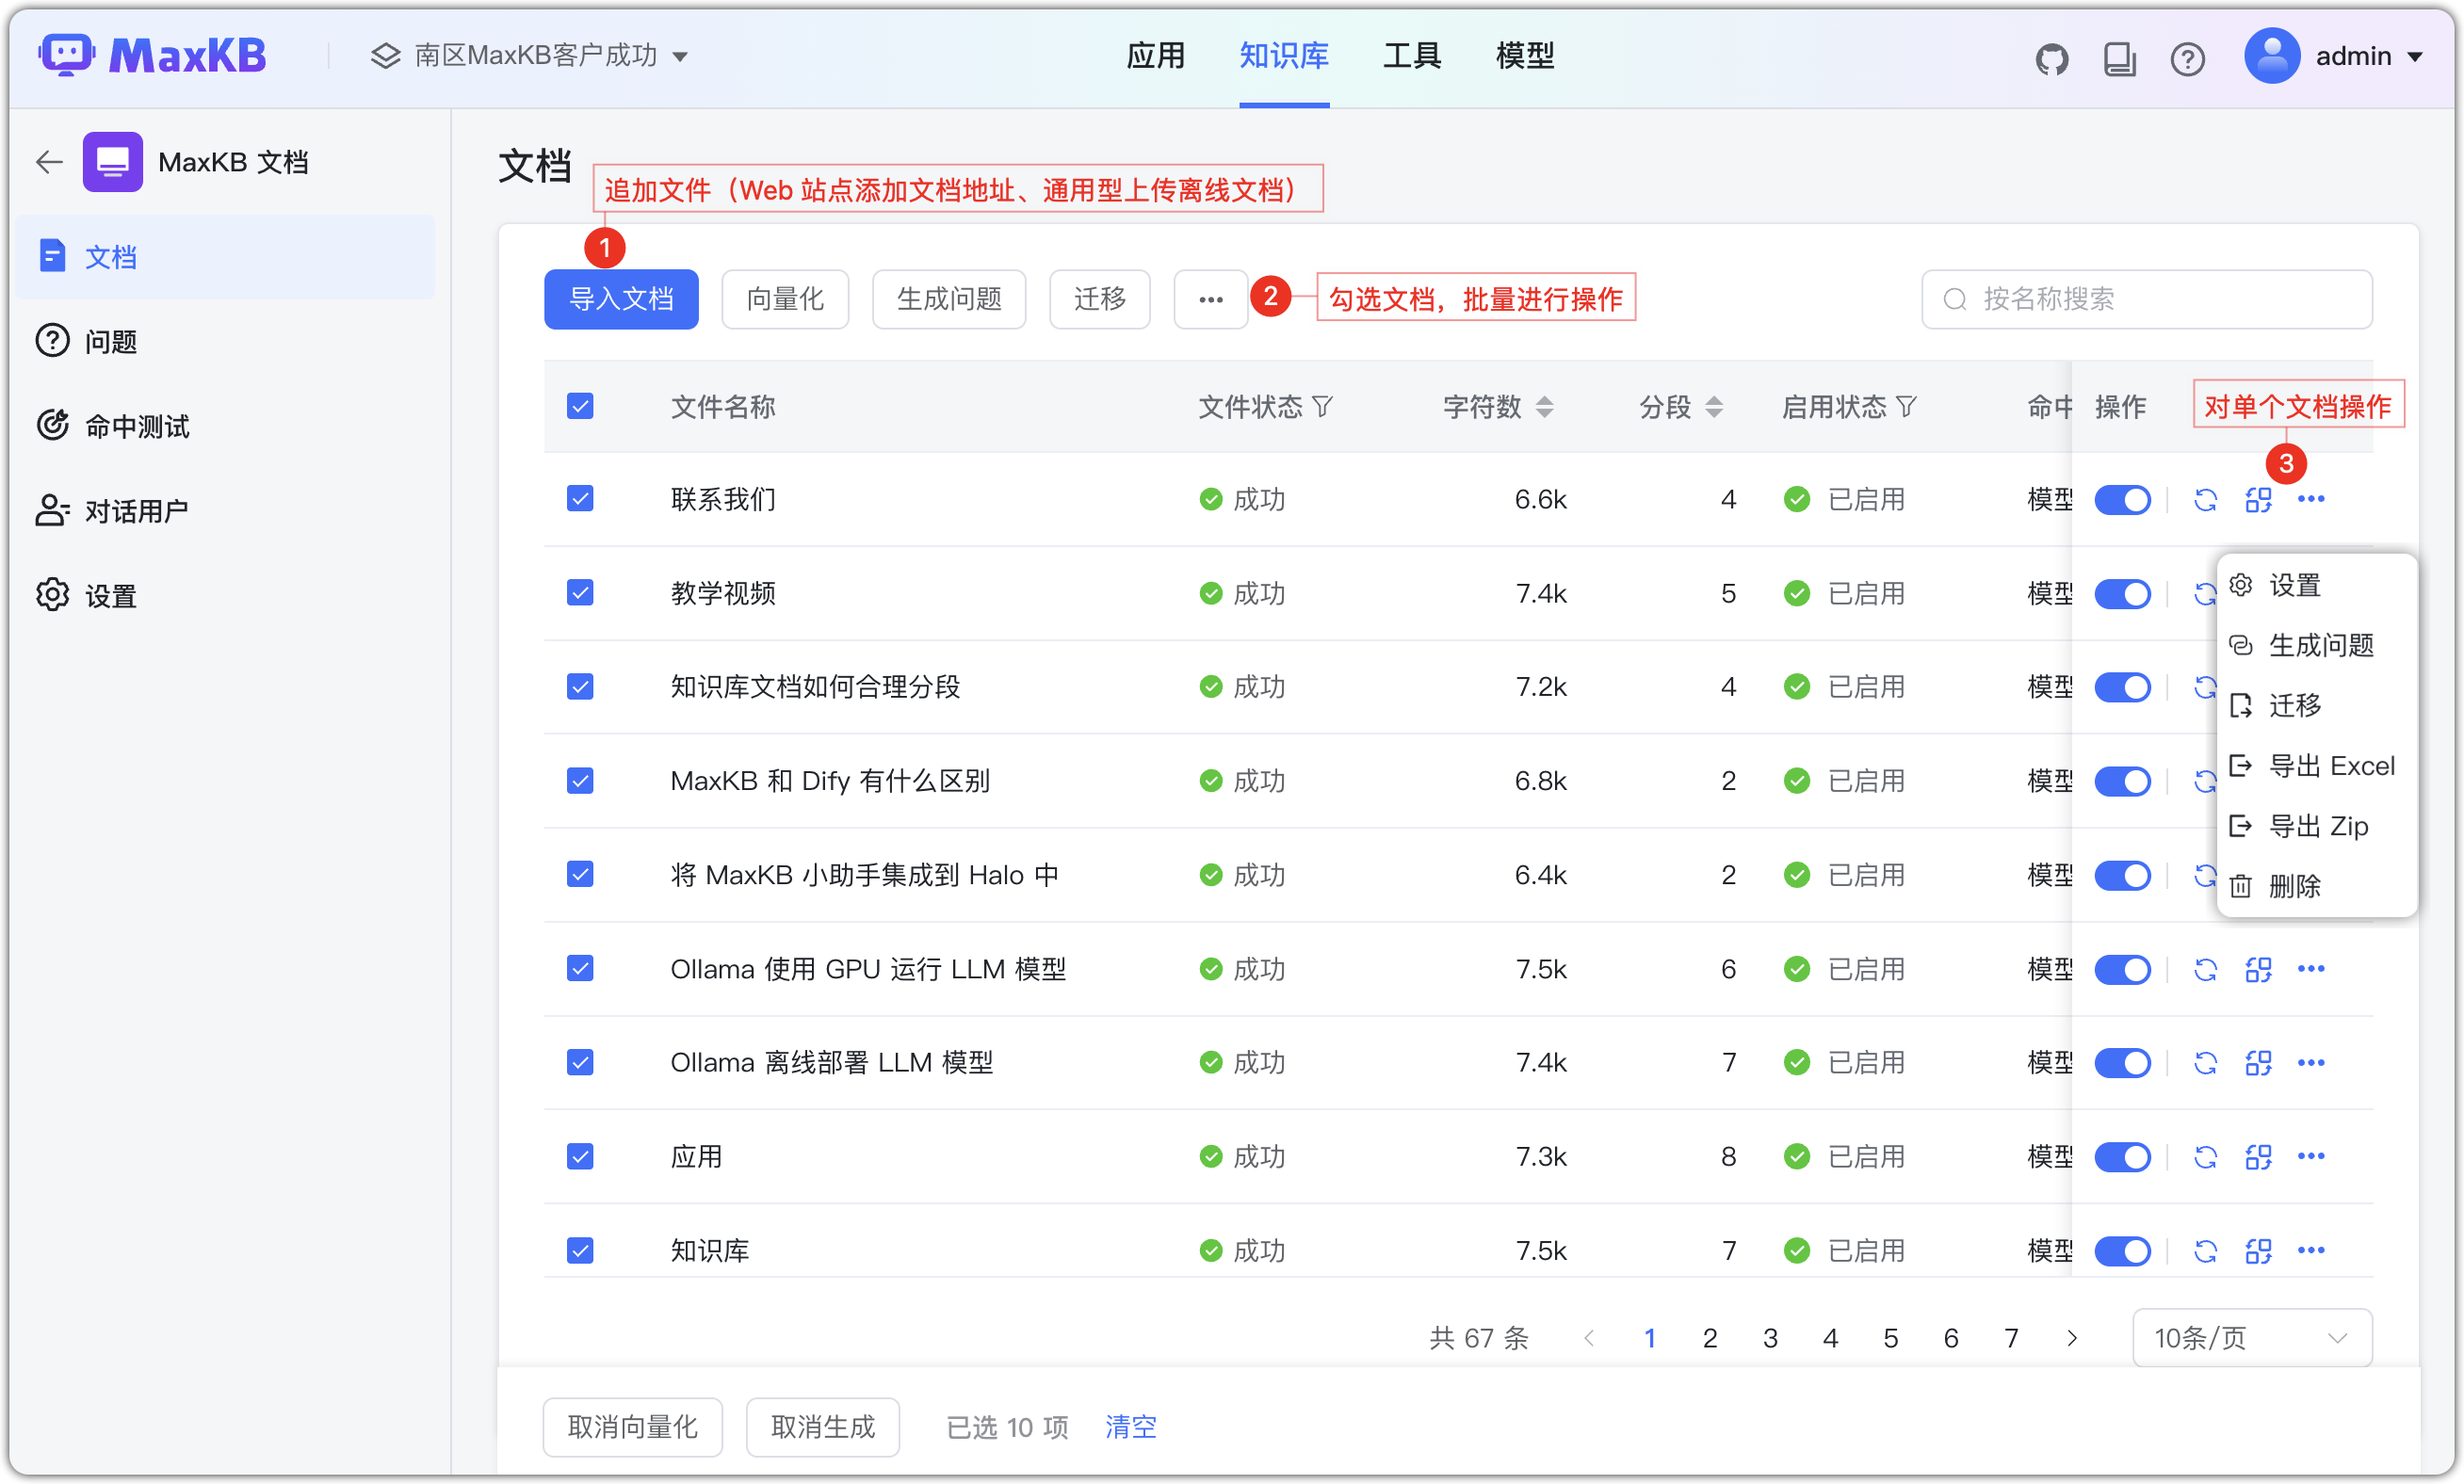 MaxKB 南区MaxKB客户成功 应用 知识库 工具 模型 admin
MaxKB 文档
文档
问题
命中测试
对话用户
设置
文档
追加文件（Web 站点添加文档地址、通用型上传离线文档）
1
导入文档 向量化 生成问题 迁移 ··· 2 勾选文档，批量进行操作 按名称搜索
文件名称 文件状态 字符数 分段 启用状态 命中 操作 对单个文档操作
3
联系我们 成功 6.6k 4 已启用 模型
教学视频 成功 7.4k 5 已启用 模型
知识库文档如何合理分段 成功 7.2k 4 已启用 模型
MaxKB 和 Dify 有什么区别 成功 6.8k 2 已启用 模型
将 MaxKB 小助手集成到 Halo 中 成功 6.4k 2 已启用 模型
Ollama 使用 GPU 运行 LLM 模型 成功 7.5k 6 已启用 模型
Ollama 离线部署 LLM 模型 成功 7.4k 7 已启用 模型
应用 成功 7.3k 8 已启用 模型
知识库 成功 7.5k 7 已启用 模型
设置
生成问题
迁移
导出 Excel
导出 Zip
删除
共 67 条 1 2 3 4 5 6 7 10条/页
取消向量化 取消生成 已选 10 项 清空